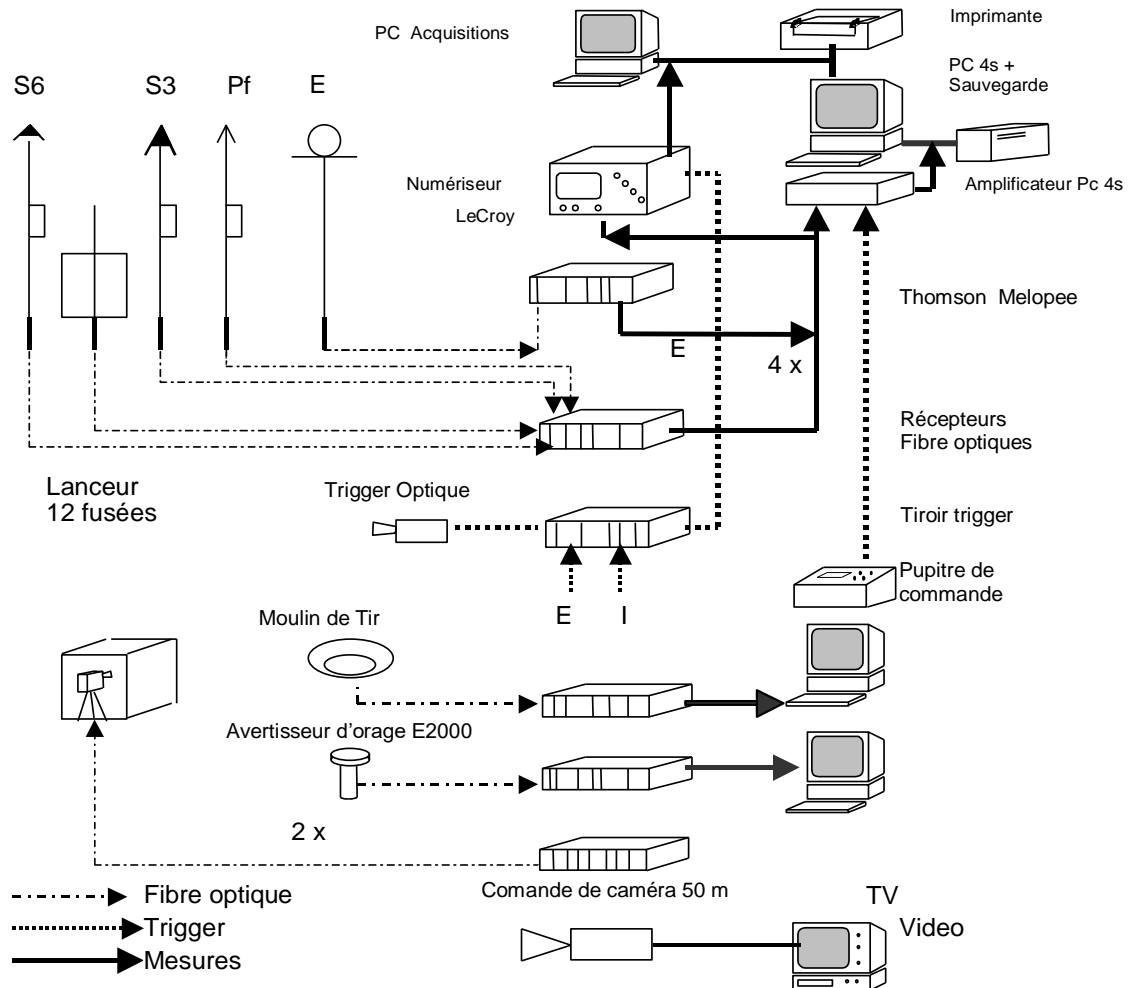 Imprimante
PC Acquisitions
PC 4s +
Sauvegarde
S6
S3
Pf
E
Numériseur
LeCroy
Amplificateur Pc 4s
Thomson Melopee
E
4 x
Récepteurs
Fibre optiques
Lanceur
12 fusées
Trigger Optique
Tiroir trigger
Pupitre de
commande
E
I
Moulin de Tir
Avertisseur d'orage E2000
2 x
Comande de caméra 50 m
Fibre optique
Trigger
Mesures
TV
Video